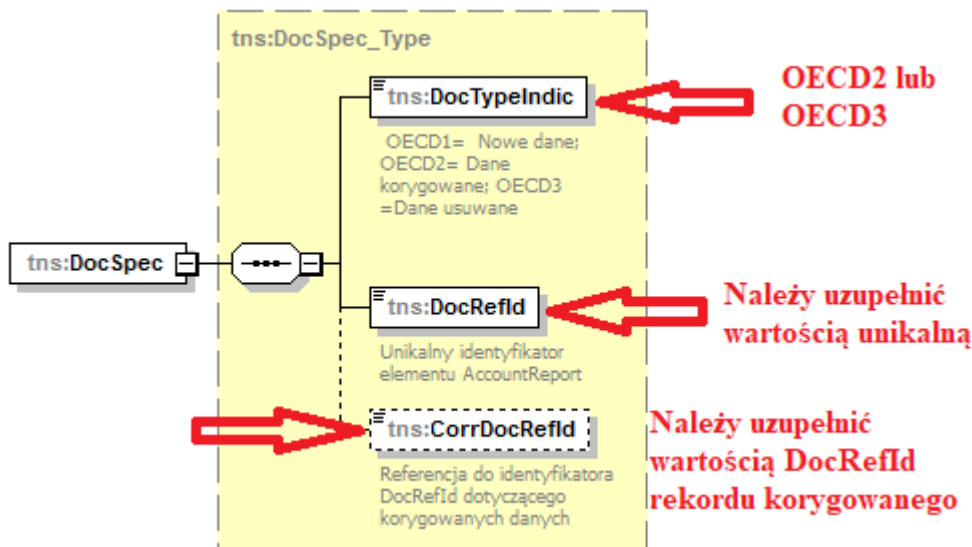 tns:DocSpec_Type
tns:DocTypeIndic
OECD2 lub
OECD3
OECD1= Nowe dane;
OECD2= Dane
korygowane; OECD3
=Dane usuwane
tns:DocSpec
tns:DocRefId
Należy uzupełnić
wartością unikalną
Unikalny identyfikator
elementu AccountReport
tns:CorrDocRefId
Należy uzupełnić
wartością DocRefId
rekordu korygowanego
Referencja do identyfikatora
DocRefId dotyczącego
korygowanych danych